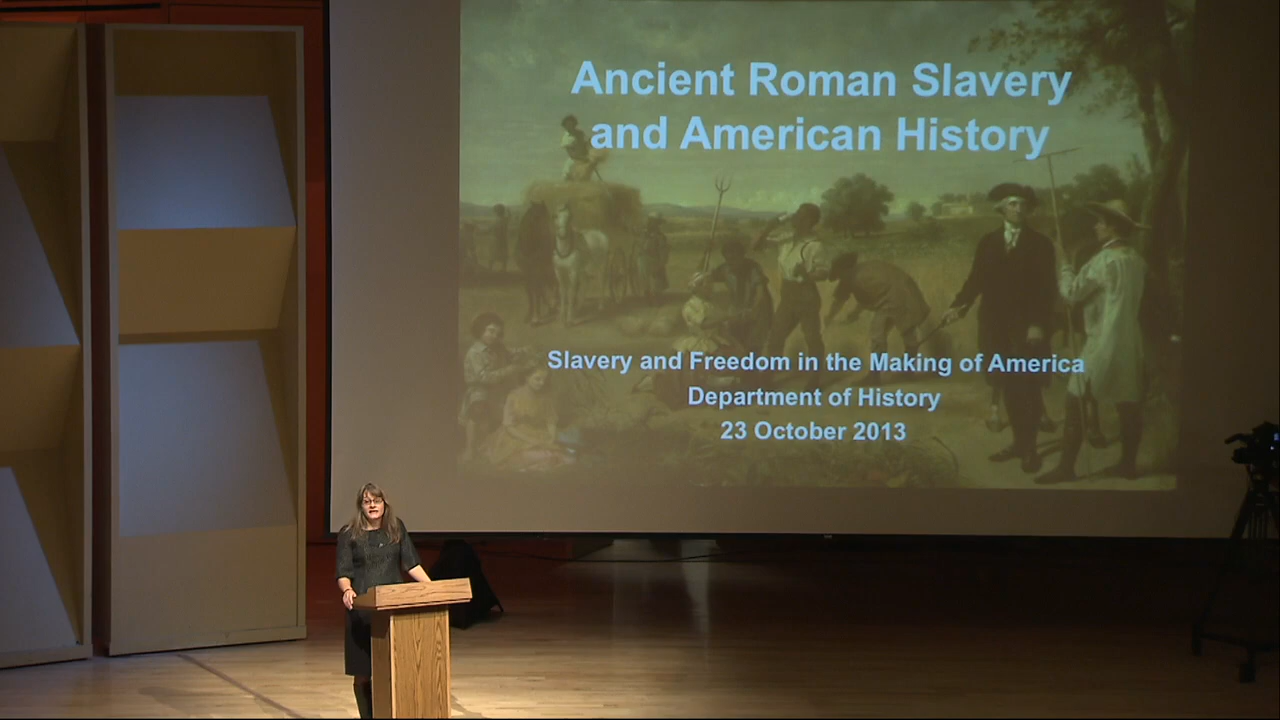 Ancient Roman Slavery
and American History
Slavery and Freedom in the Making of America
Department of History
23 October 2013